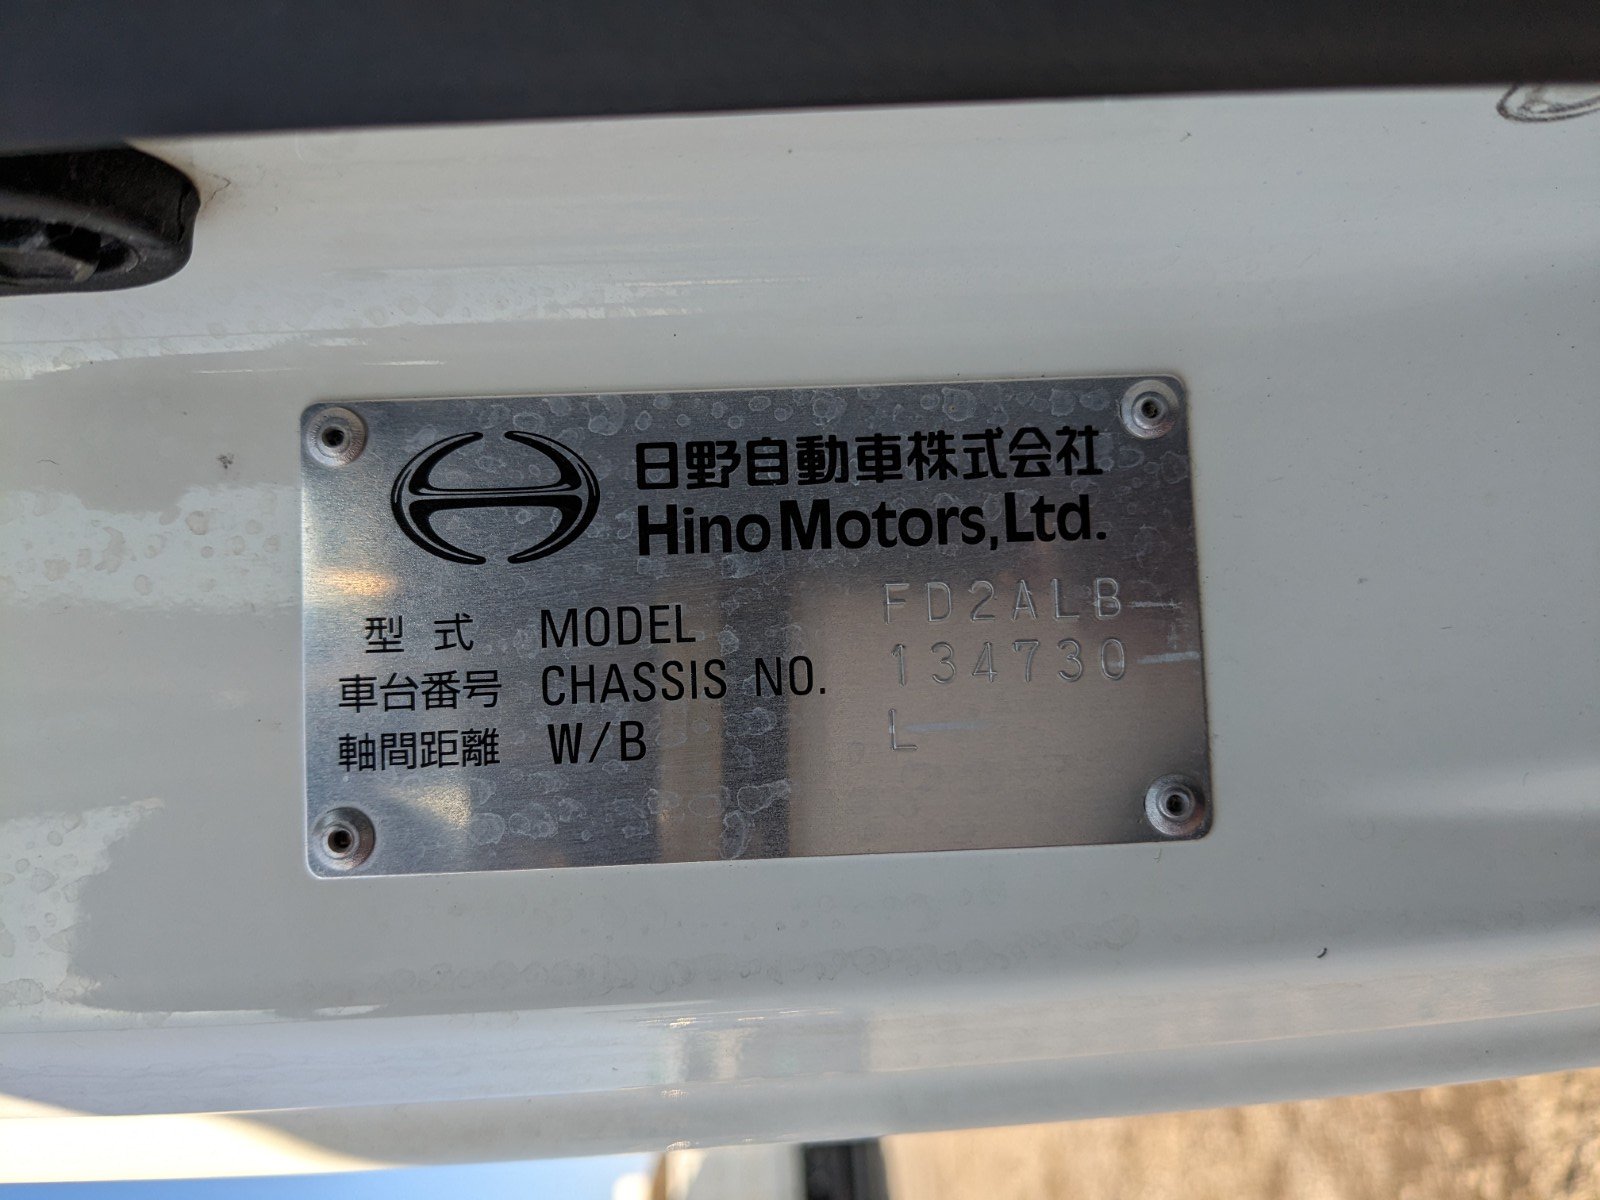 日野自動車株式会社
Hino Motors, Ltd.
型式 MODEL FD2ALB
車台番号 CHASSIS NO. 134730
軸間距離 W/B L